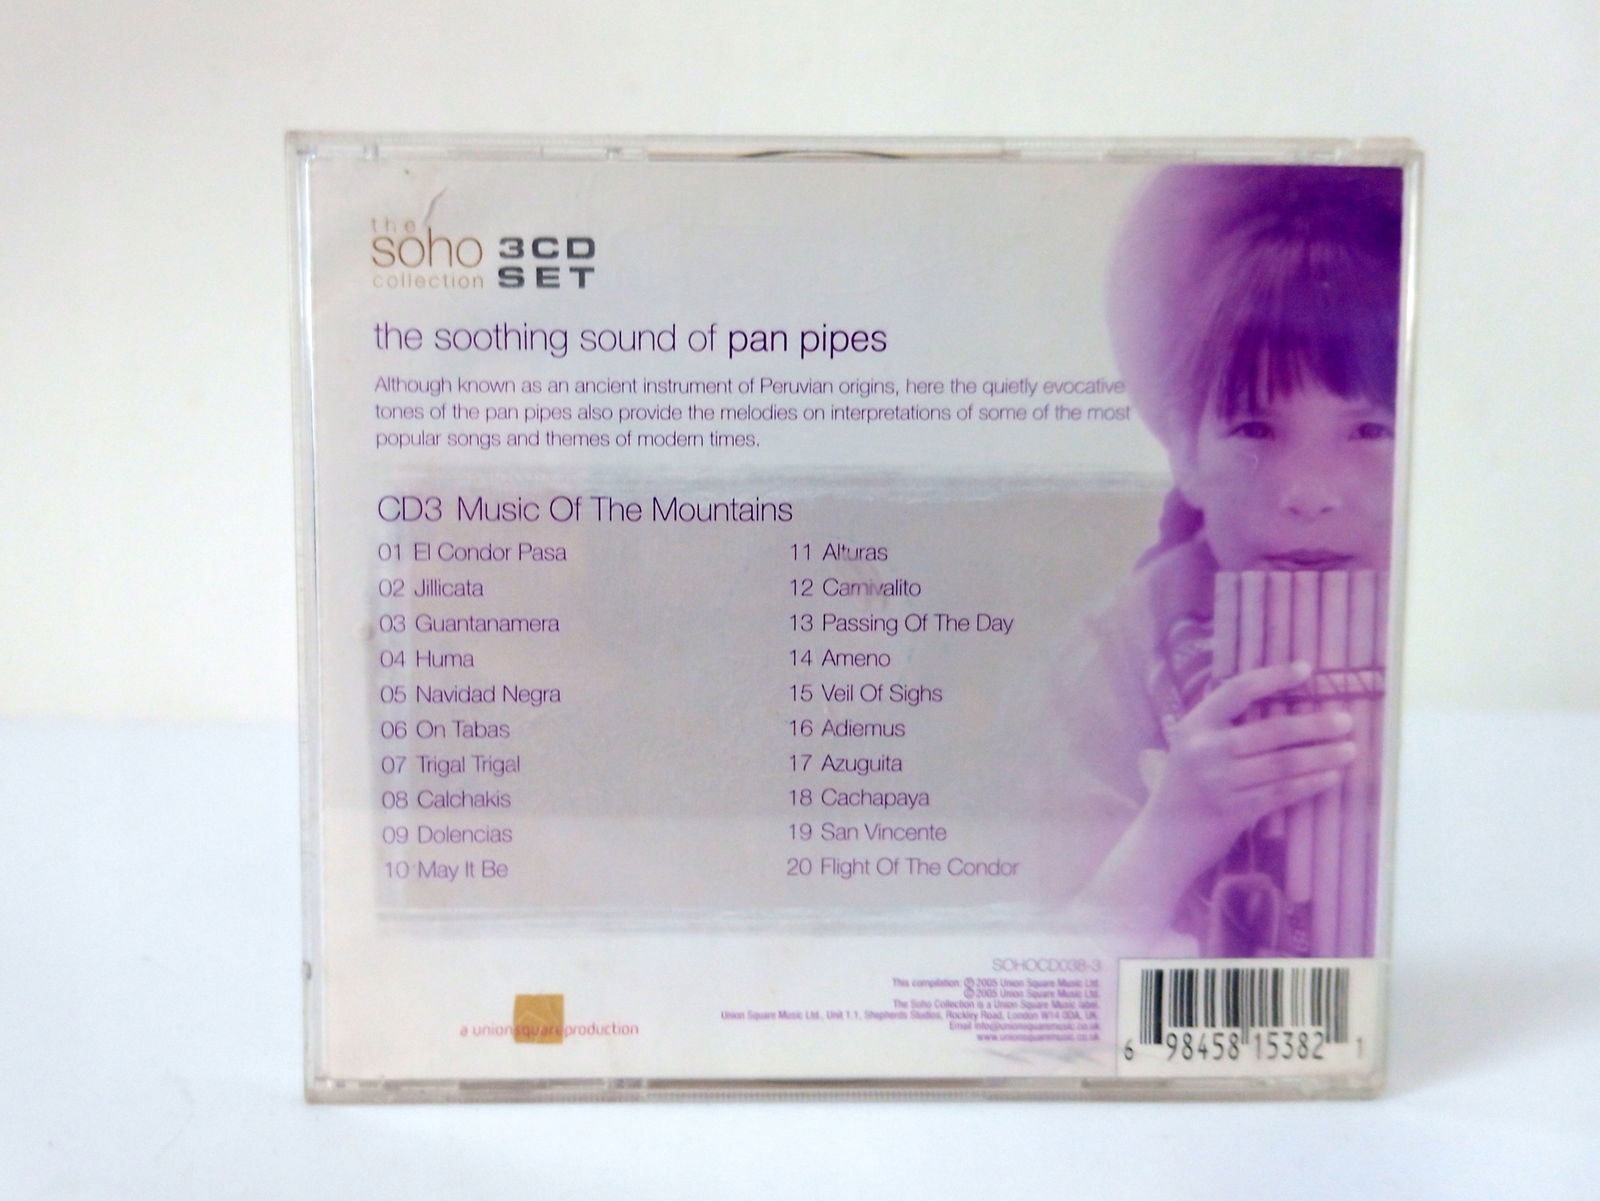 the
soho
collection
3CD
SET
the soothing sound of pan pipes
Although known as an ancient instrument of Peruvian origins, here the quietly evocative
tones of the pan pipes also provide the melodies on interpretations of some of the most
popular songs and themes of modern times.
CD3 Music Of The Mountains
01 El Condor Pasa
02 Jillicata
03 Guantanamera
04 Huma
05 Navidad Negra
06 On Tabas
07 Trigal Trigal
08 Calchakis
09 Dolencias
10 May It Be
11 Alturas
12 Carnivalito
13 Passing Of The Day
14 Ameno
15 Veil Of Sighs
16 Adiemus
17 Azuguita
18 Cachapaya
19 San Vincente
20 Flight Of The Condor
a unionsquareproduction
SOHOCD038-3
This compilation ℗ 2005 Union Square Music Ltd.
© 2005 Union Square Music Ltd.
The Soho Collection is a Union Square Music label.
Union Square Music Ltd., Unit 1.1, Shepherds Studios, Rockley Road, London W14 0DA, UK.
Email info@unionsquaremusic.co.uk
www.unionsquaremusic.co.uk
6 98458 15382 1